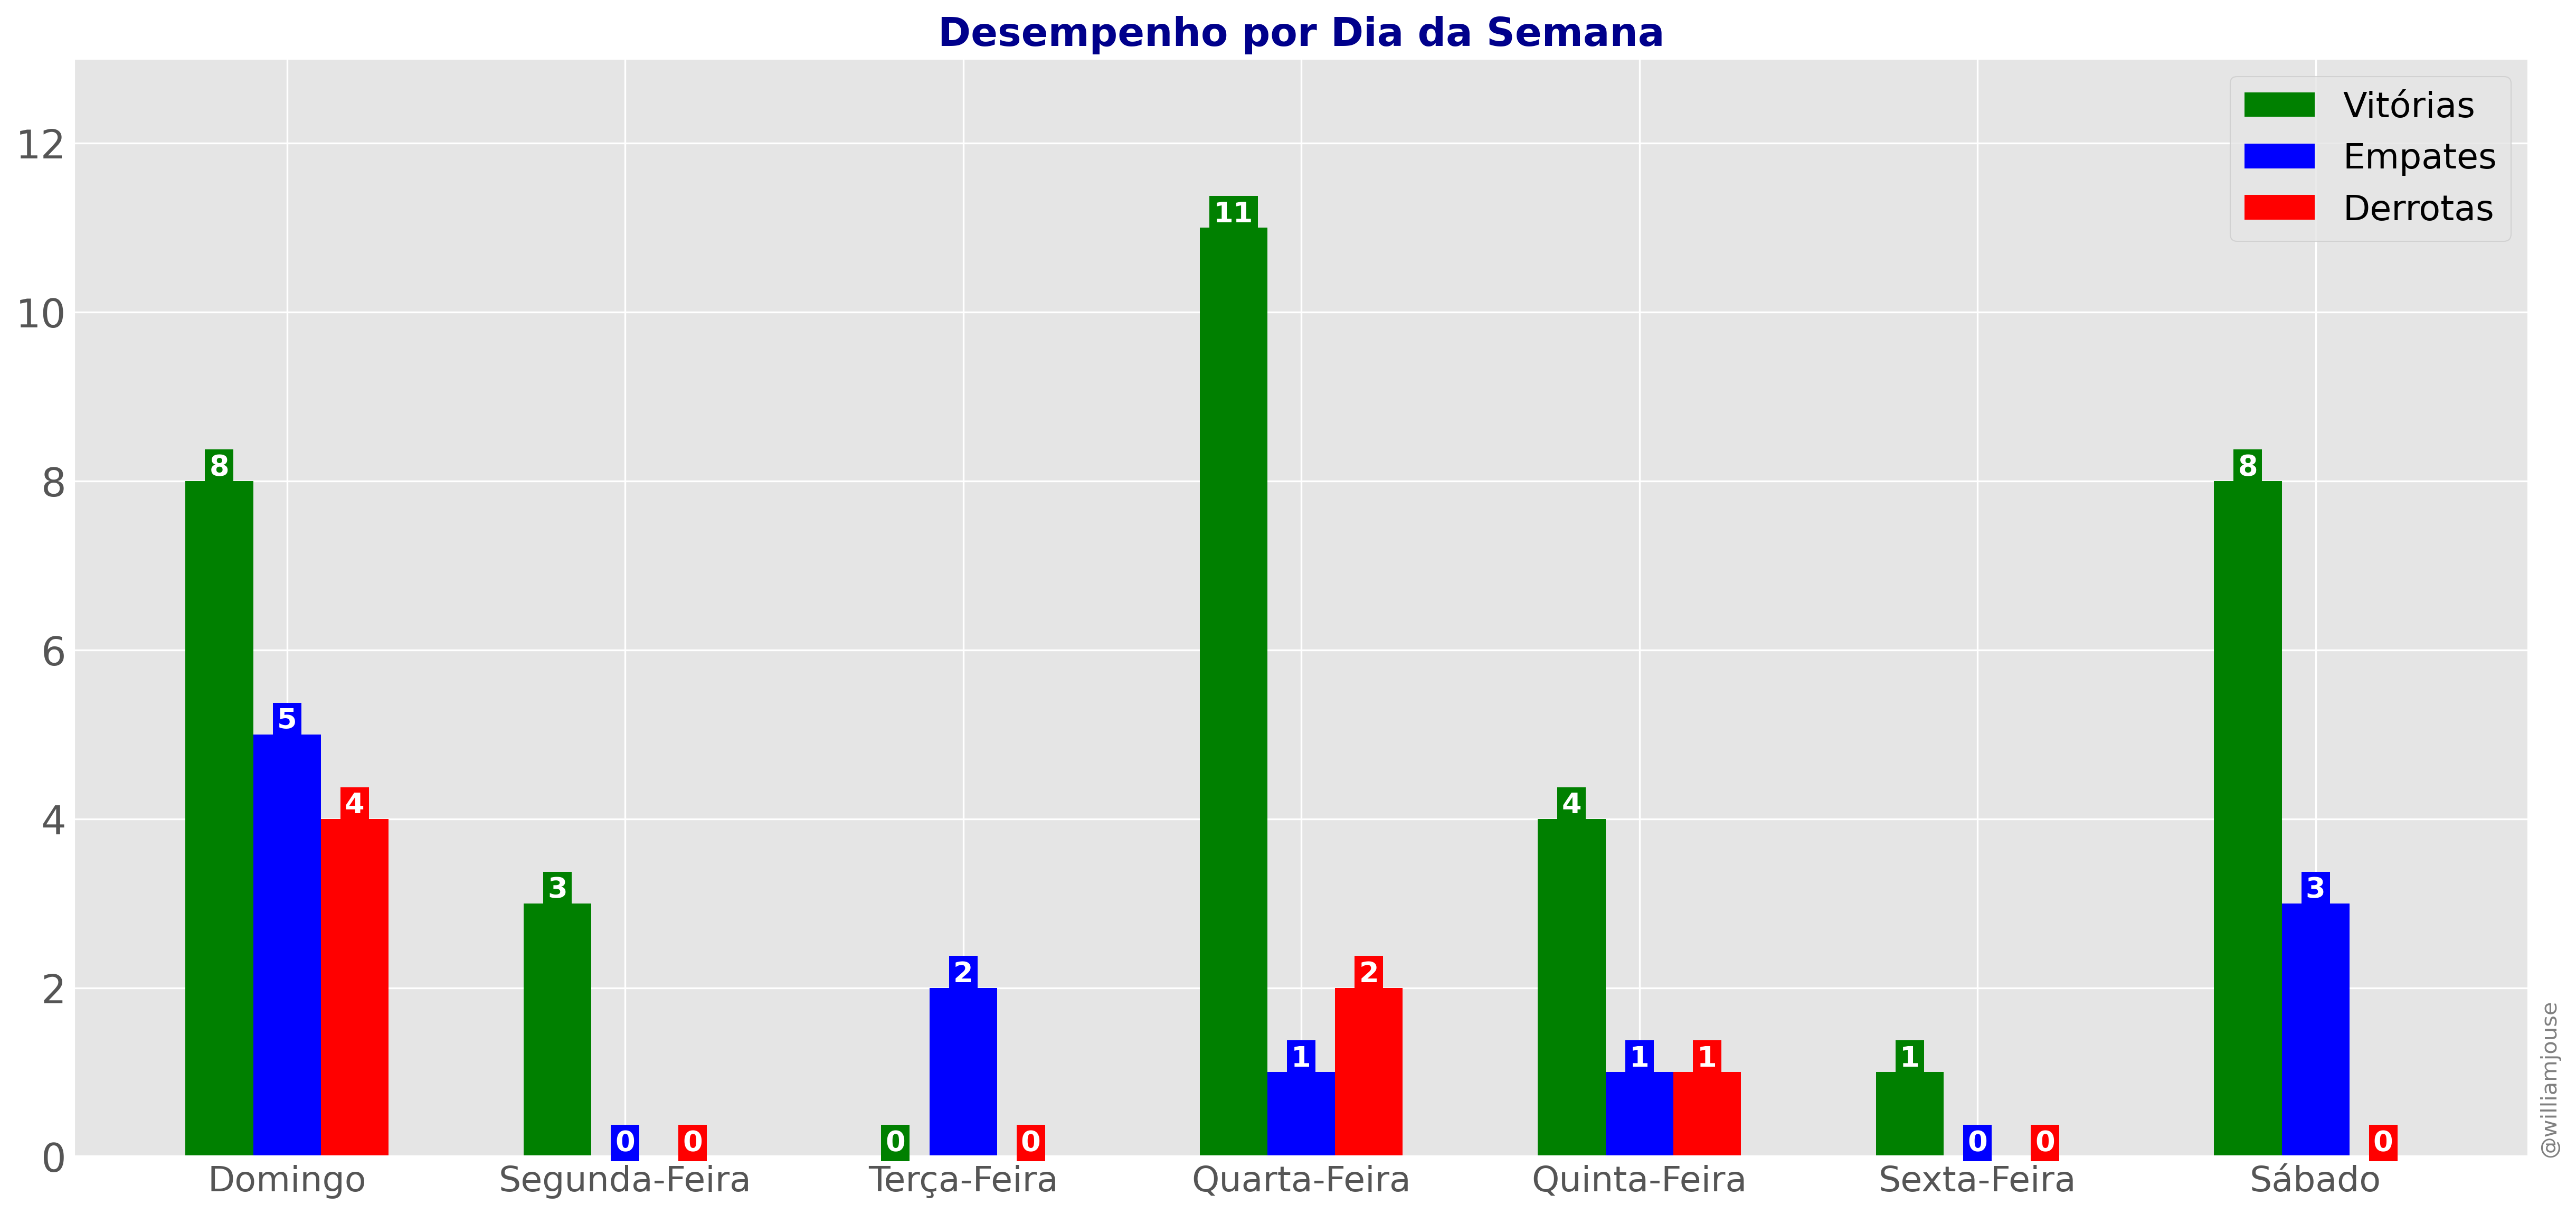 Desempenho por Dia da Semana
Vitórias
Empates
Derrotas
12
10
8
6
4
2
0
8
5
4
3
0
0
0
2
0
11
1
2
4
1
1
1
0
0
8
3
0
Domingo
Segunda-Feira
Terça-Feira
Quarta-Feira
Quinta-Feira
Sexta-Feira
Sábado
@williamjouse